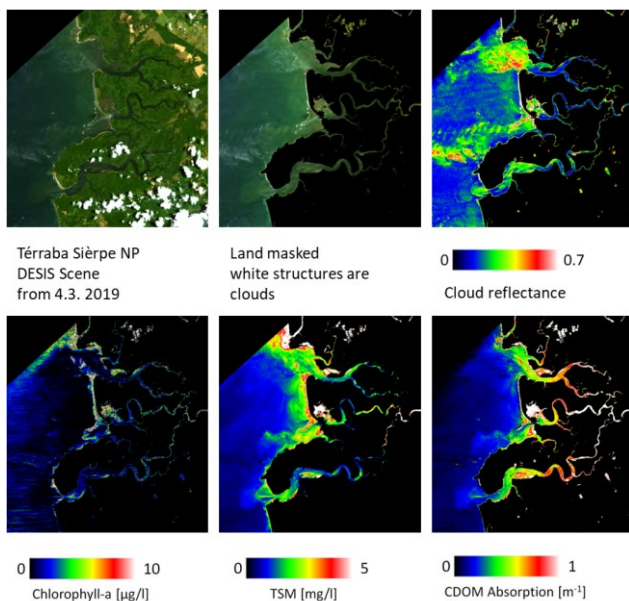 Térraba Sièrpe NP
DESIS Scene
from 4.3. 2019
Land masked
white structures are
clouds
0 0.7
Cloud reflectance
0 10
Chlorophyll-a [µg/l]
0 5
TSM [mg/l]
0 1
CDOM Absorption [m⁻¹]